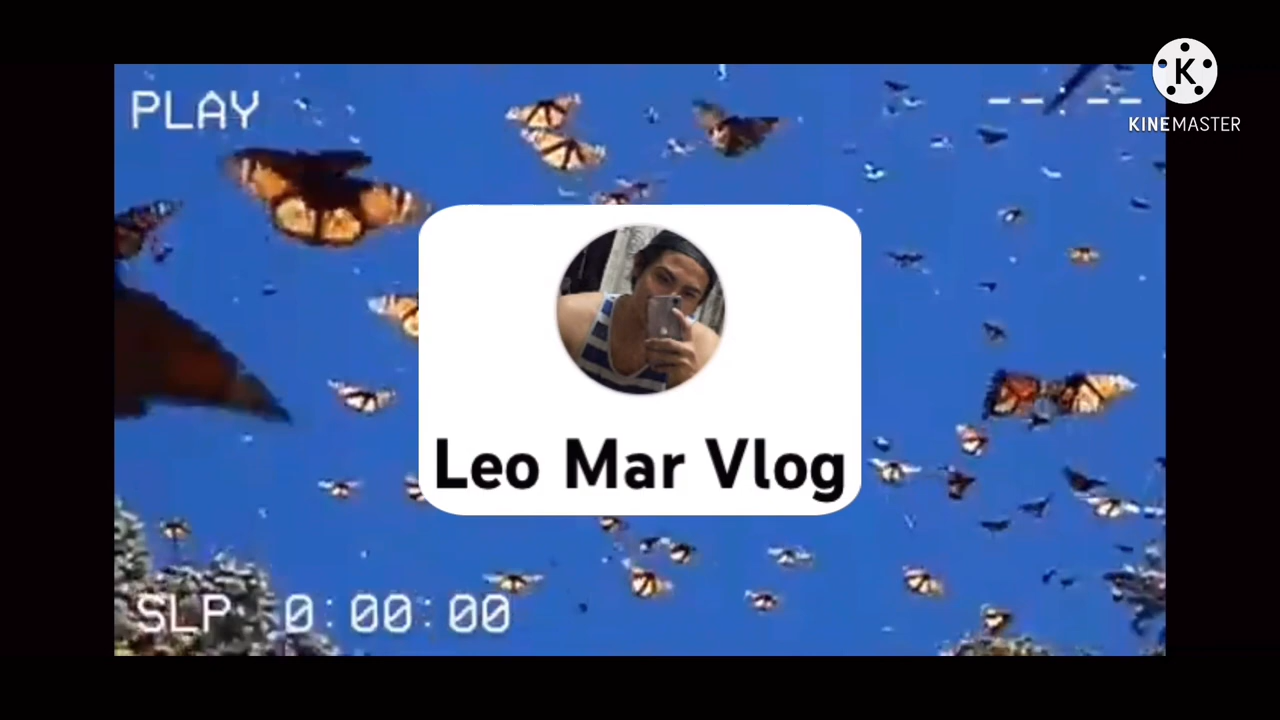 PLAY
-- --
K
KINEMASTER
Leo Mar Vlog
SLP 0:00:00